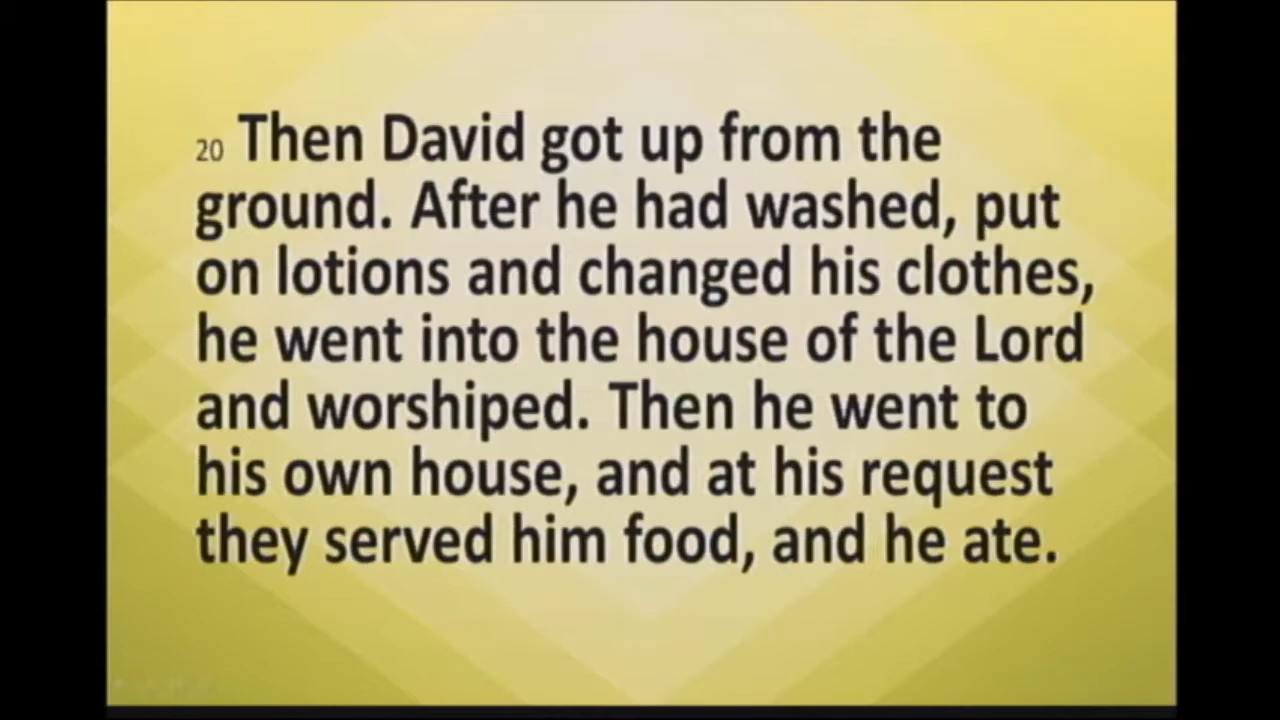 20 Then David got up from the
ground. After he had washed, put
on lotions and changed his clothes,
he went into the house of the Lord
and worshiped. Then he went to
his own house, and at his request
they served him food, and he ate.